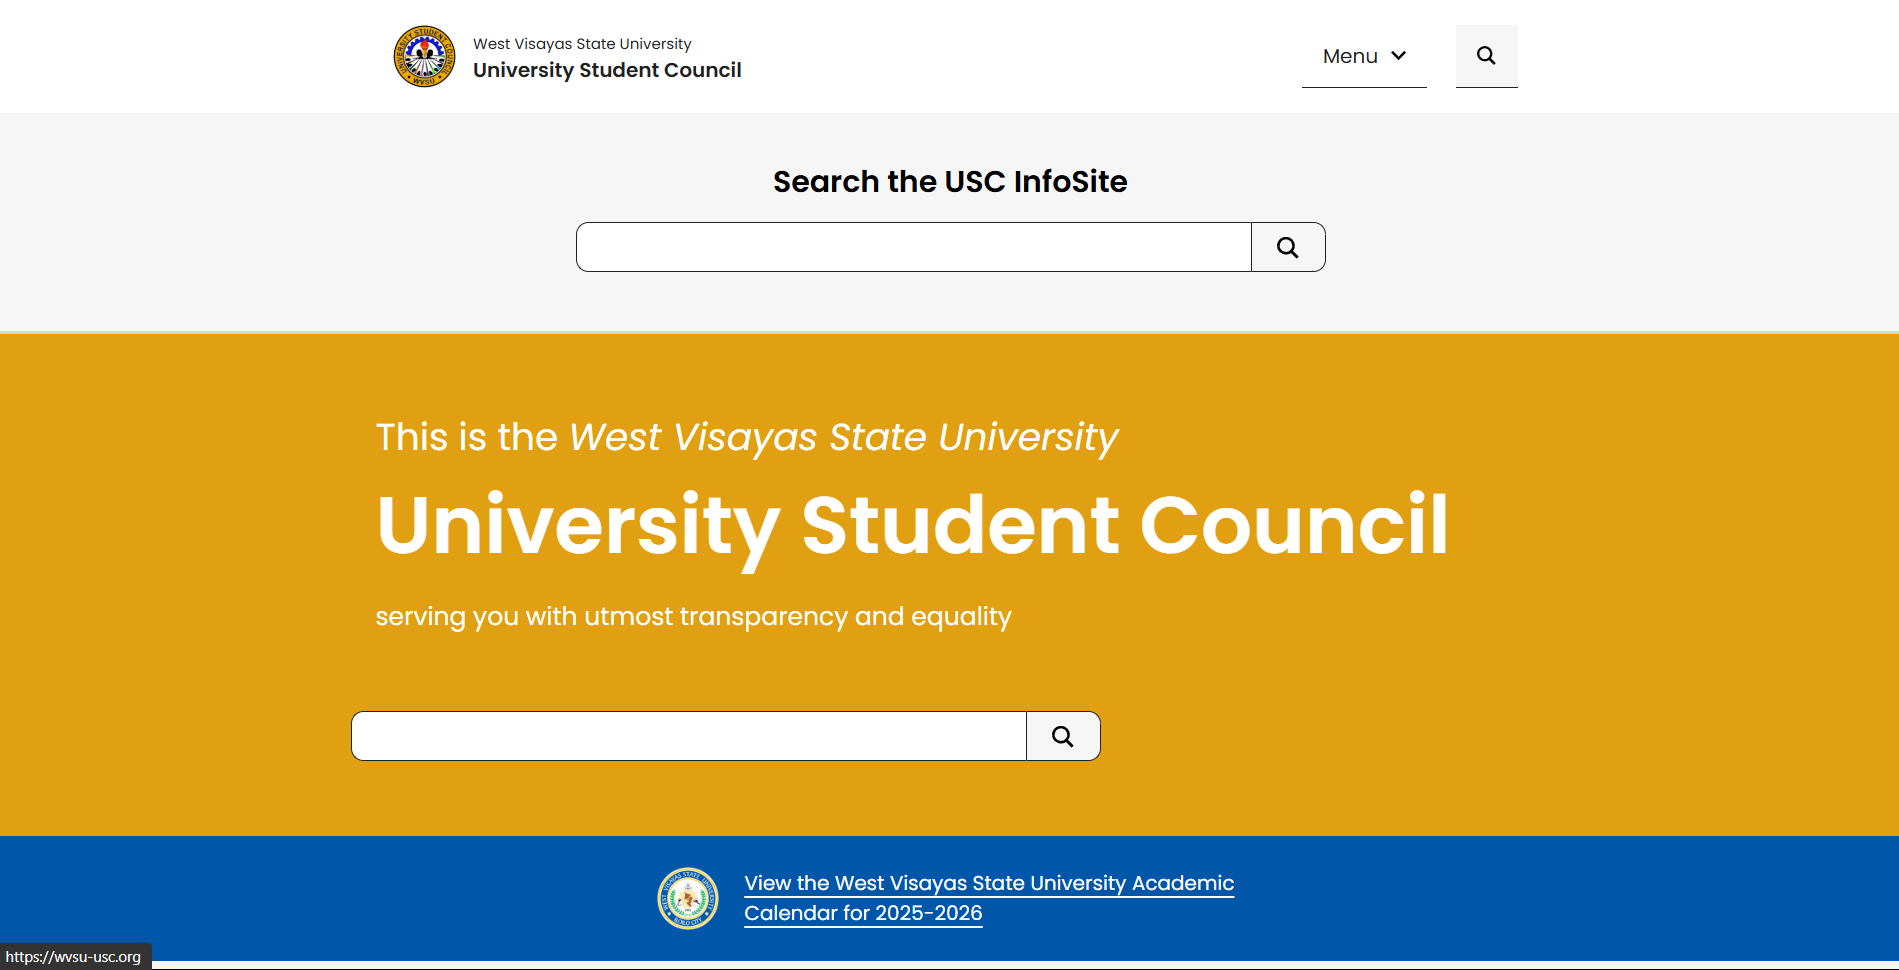 West Visayas State University
University Student Council
Menu
Search the USC InfoSite
This is the West Visayas State University
University Student Council
serving you with utmost transparency and equality
View the West Visayas State University Academic
Calendar for 2025-2026
https://wvsu-usc.org